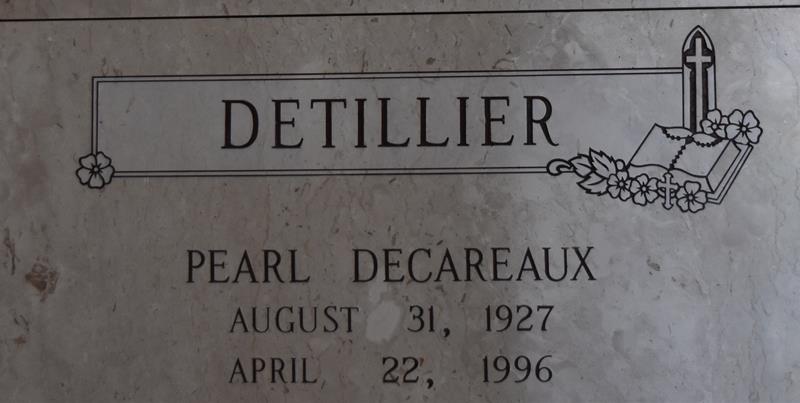 DETILLIER
PEARL DECAREAUX
AUGUST 31, 1927
APRIL 22, 1996